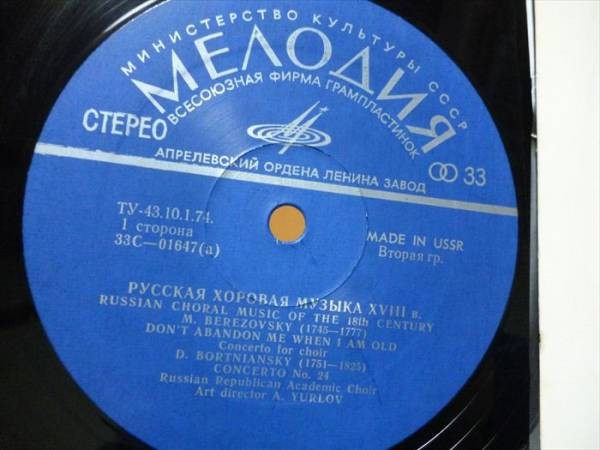 МИНИСТЕРСТВО КУЛЬТУРЫ СССР
МЕЛОДИЯ
ВСЕСОЮЗНАЯ ФИРМА ГРАМПЛАСТИНОК
СТЕРЕО
33
АПРЕЛЕВСКИЙ ОРДЕНА ЛЕНИНА ЗАВОД
ТУ-43.10.1.74.
1 сторона
33С—01647(а)
MADE IN USSR
Вторая гр.
РУССКАЯ ХОРОВАЯ МУЗЫКА XVIII в.
RUSSIAN CHORAL MUSIC OF THE 18th CENTURY
M. BEREZOVSKY (1745—1777)
DON'T ABANDON ME WHEN I AM OLD
Concerto for choir
D. BORTNIANSKY (1751—1825)
CONCERTO No. 24
Russian Republican Academic Choir
Art director A. YURLOV